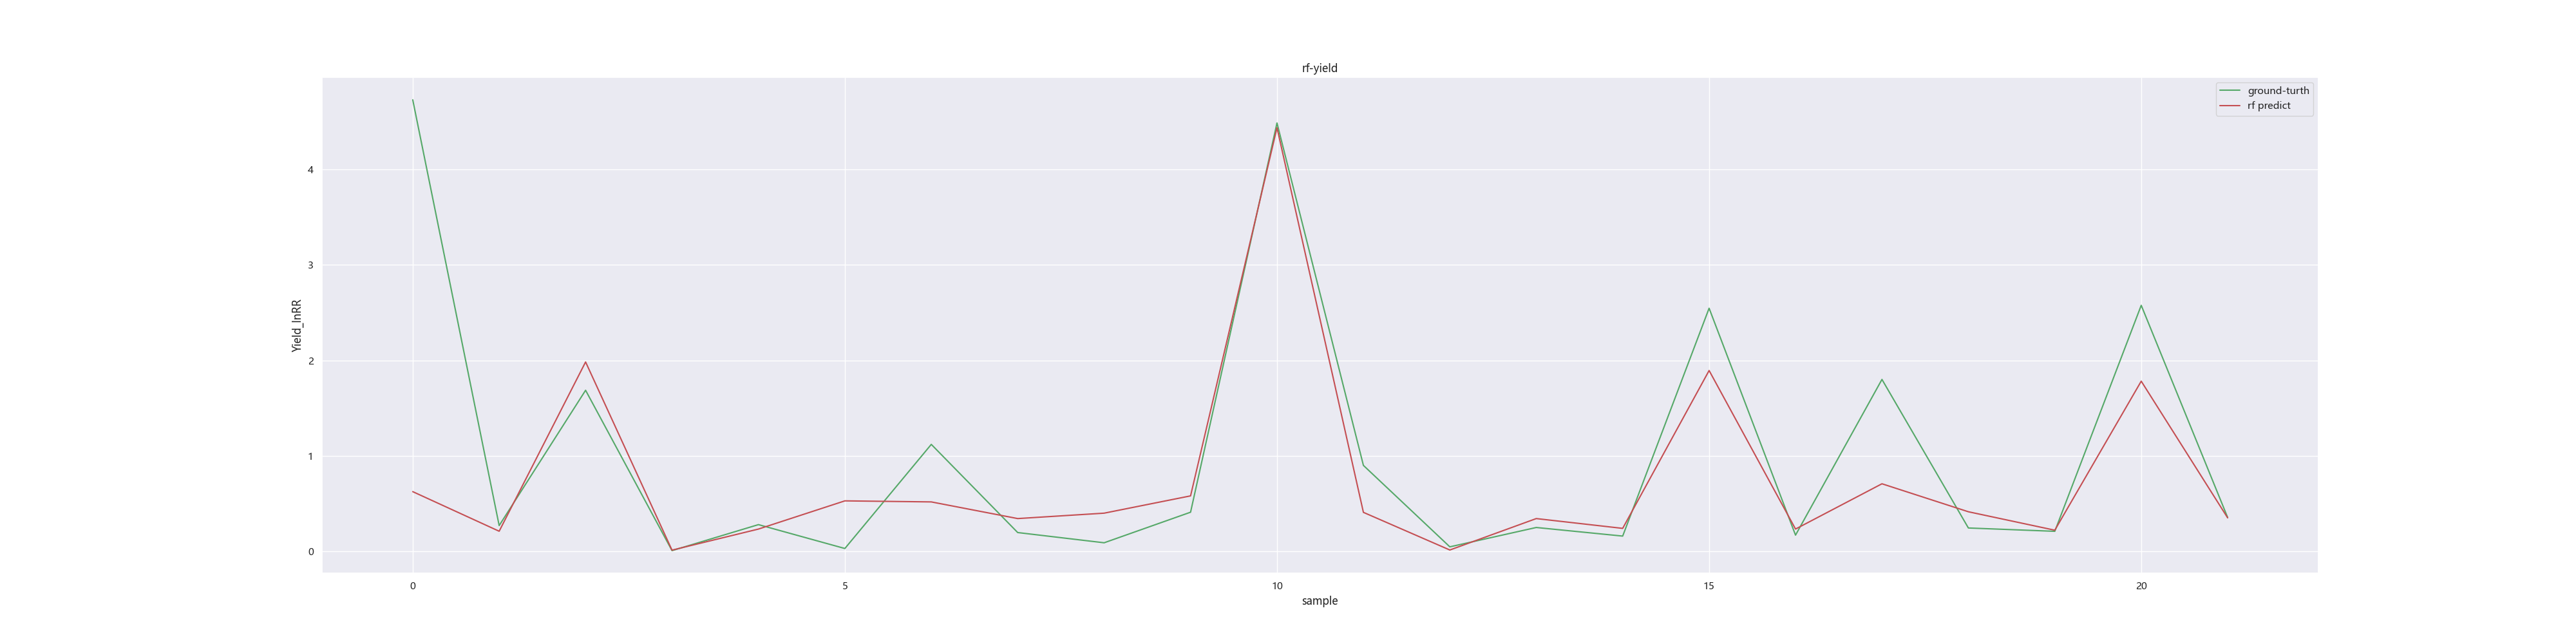 rf-yield
ground-turth
rf predict
4
3
2
1
0
Yield_lnRR
0 5 10 15 20
sample